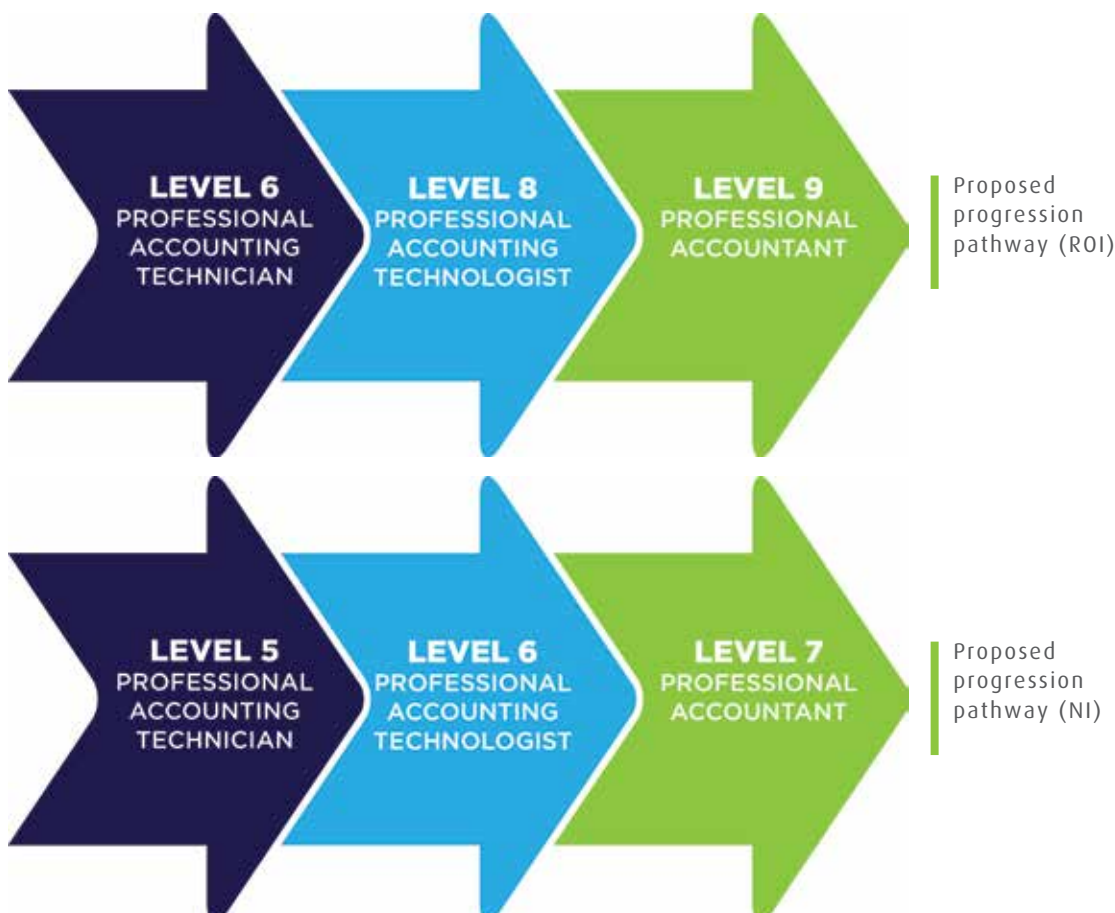 LEVEL 6
PROFESSIONAL
ACCOUNTING
TECHNICIAN
LEVEL 8
PROFESSIONAL
ACCOUNTING
TECHNOLOGIST
LEVEL 9
PROFESSIONAL
ACCOUNTANT
Proposed
progression
pathway (ROI)
LEVEL 5
PROFESSIONAL
ACCOUNTING
TECHNICIAN
LEVEL 6
PROFESSIONAL
ACCOUNTING
TECHNOLOGIST
LEVEL 7
PROFESSIONAL
ACCOUNTANT
Proposed
progression
pathway (NI)